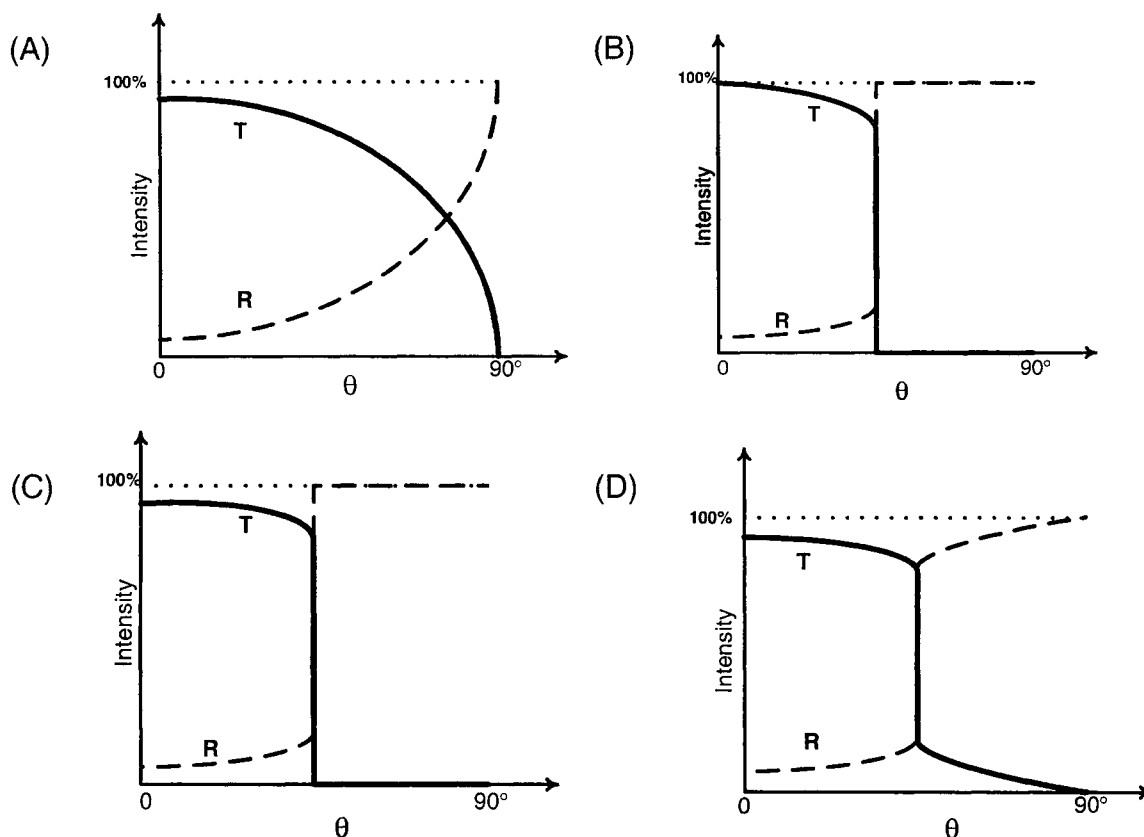 (A)
100%
T
Intensity
R
0
90°
θ
(B)
100%
T
Intensity
R
0
90°
θ
(C)
100%
T
Intensity
R
0
90°
θ
(D)
100%
T
Intensity
R
0
90°
θ